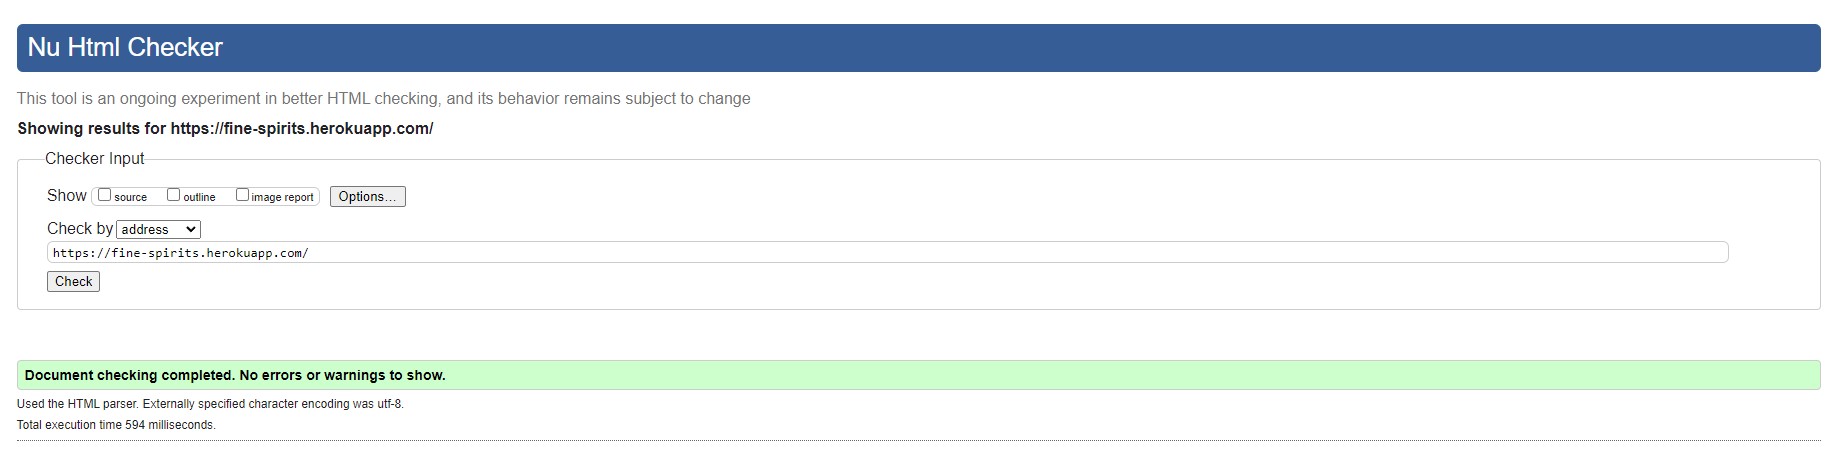 Nu Html Checker
This tool is an ongoing experiment in better HTML checking, and its behavior remains subject to change
Showing results for https://fine-spirits.herokuapp.com/
Checker Input
Show source outline image report Options...
Check by address
https://fine-spirits.herokuapp.com/
Check
Document checking completed. No errors or warnings to show.
Used the HTML parser. Externally specified character encoding was utf-8.
Total execution time 594 milliseconds.